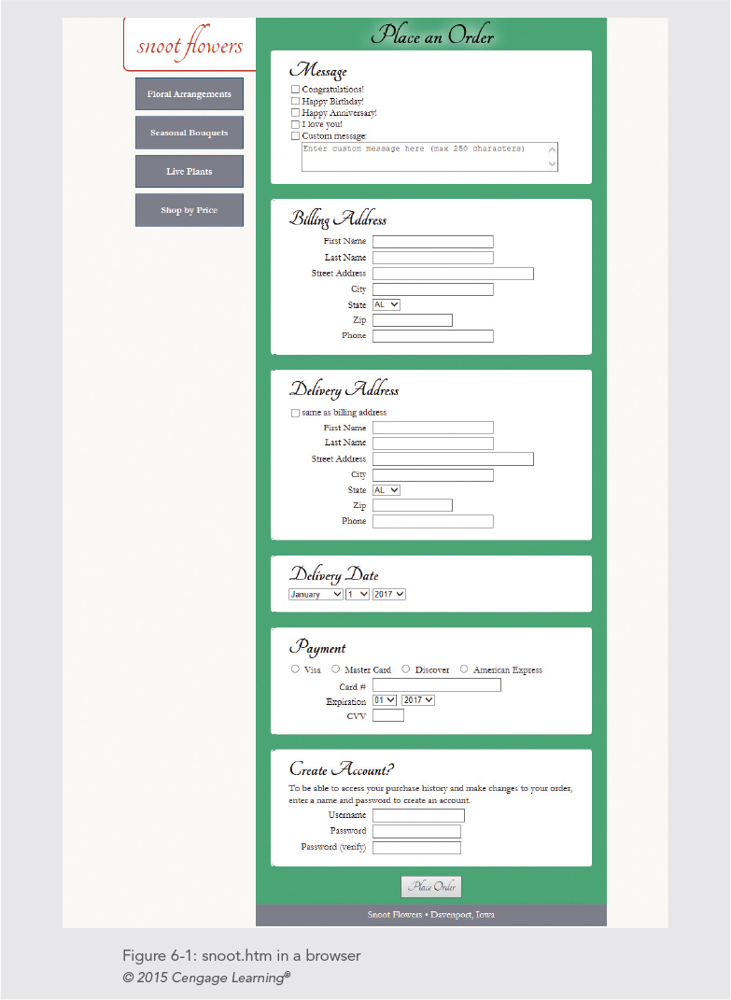 snoot flowers
Floral Arrangements
Seasonal Bouquets
Live Plants
Shop by Price
Place an Order
Message
Congratulations!
Happy Birthday!
Happy Anniversary!
I love you!
Custom message:
Enter custom message here (max 250 characters)
Billing Address
First Name
Last Name
Street Address
City
State AL
Zip
Phone
Delivery Address
same as billing address
First Name
Last Name
Street Address
City
State AL
Zip
Phone
Delivery Date
January 1 2017
Payment
Visa Master Card Discover American Express
Card #
Expiration 01 2017
CVV
Create Account?
To be able to access your purchase history and make changes to your order,
enter a name and password to create an account.
Username
Password
Password (verify)
Place Order
Snoot Flowers • Davenport, Iowa
Figure 6-1: snoot.htm in a browser
© 2015 Cengage Learning®